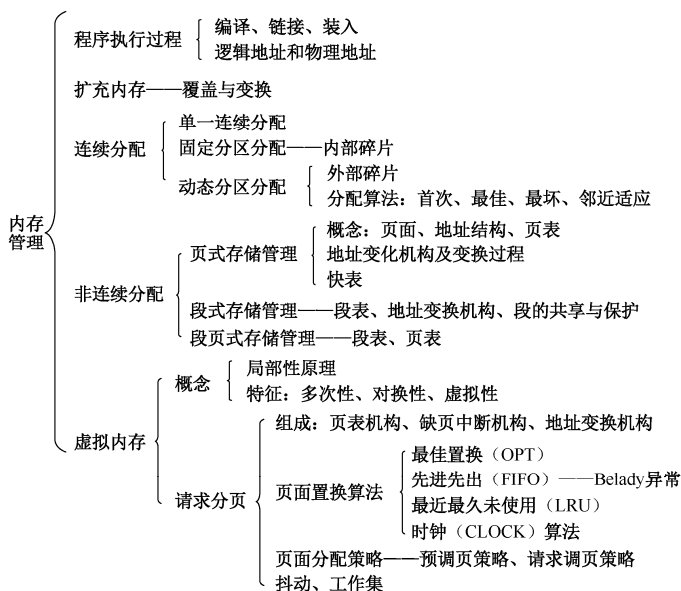 程序执行过程
编译、链接、装入
逻辑地址和物理地址
扩充内存——覆盖与变换
连续分配
单一连续分配
固定分区分配——内部碎片
动态分区分配
外部碎片
分配算法：首次、最佳、最坏、邻近适应
内存
管理
非连续分配
页式存储管理
概念：页面、地址结构、页表
地址变化机构及变换过程
快表
段式存储管理——段表、地址变换机构、段的共享与保护
段页式存储管理——段表、页表
虚拟内存
概念
局部性原理
特征：多次性、对换性、虚拟性
请求分页
组成：页表机构、缺页中断机构、地址变换机构
页面置换算法
最佳置换（OPT）
先进先出（FIFO）——Belady异常
最近最久未使用（LRU）
时钟（CLOCK）算法
页面分配策略——预调页策略、请求调页策略
抖动、工作集